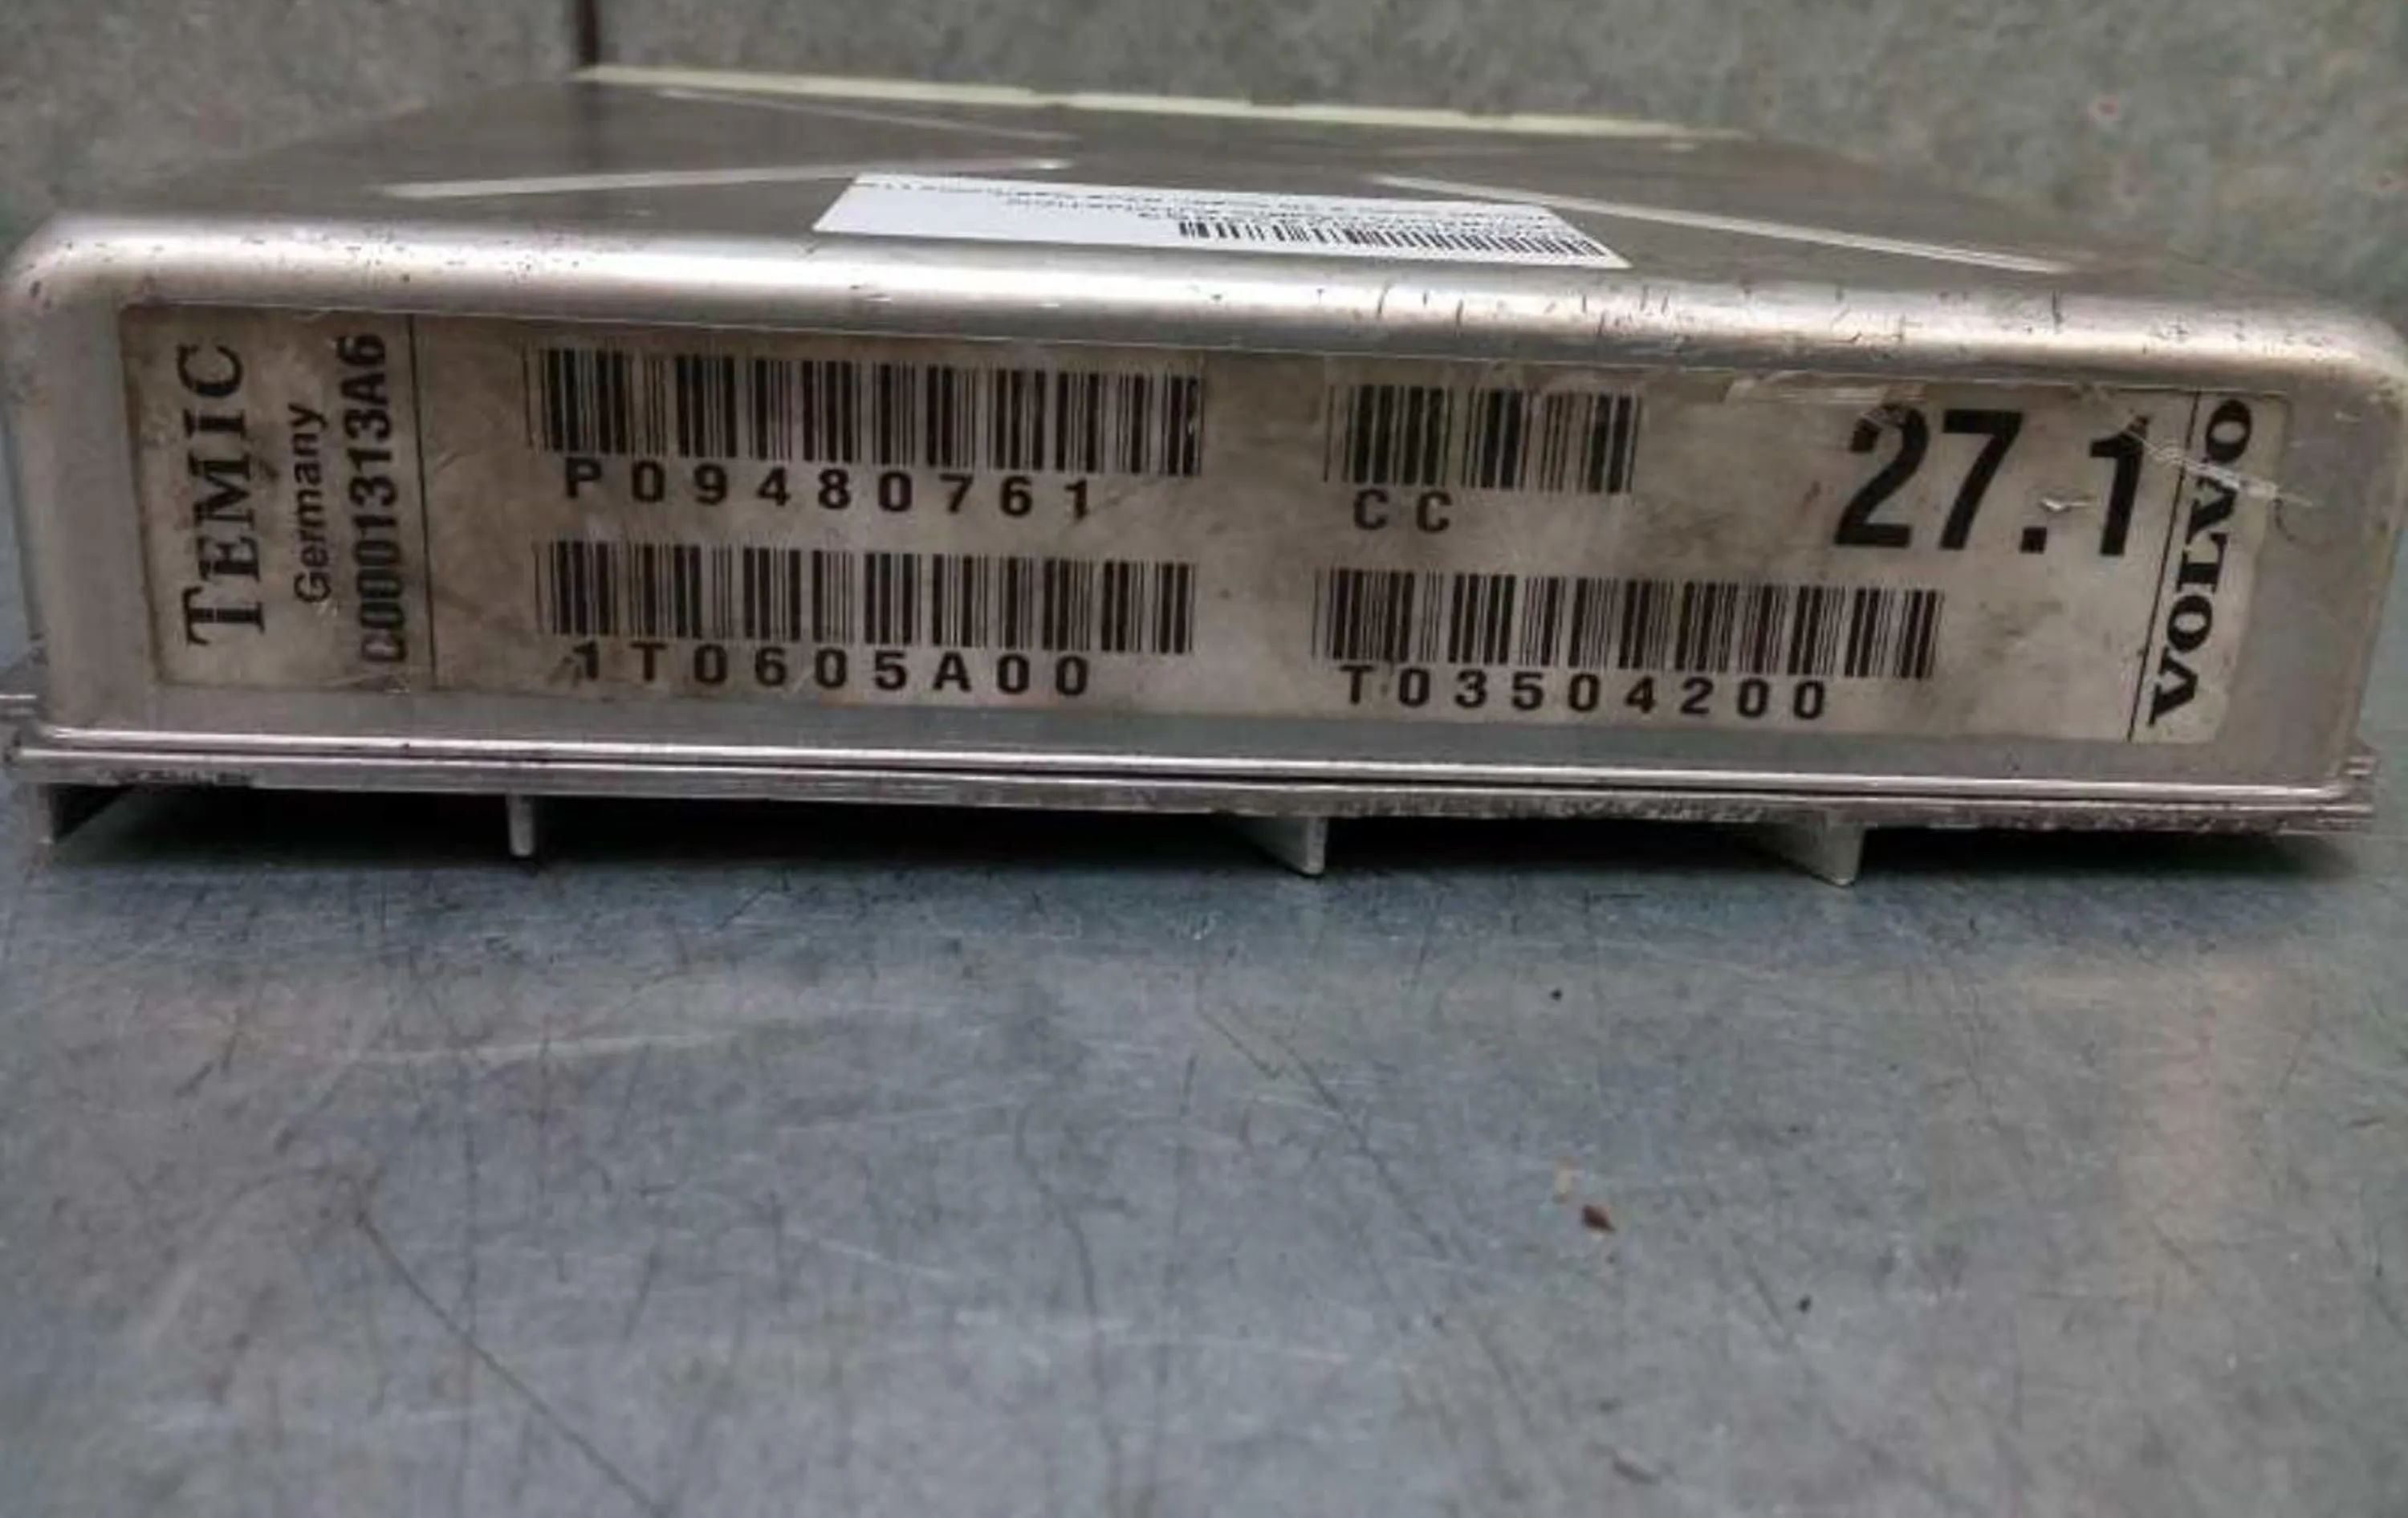 TEMIC
Germany
C0001313A6
P09480761
CC
27.1
1T0605A00
T03504200
VOLVO